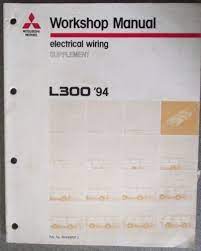 MITSUBISHI
MOTORS
Workshop Manual
electrical wiring
SUPPLEMENT
L300 '94